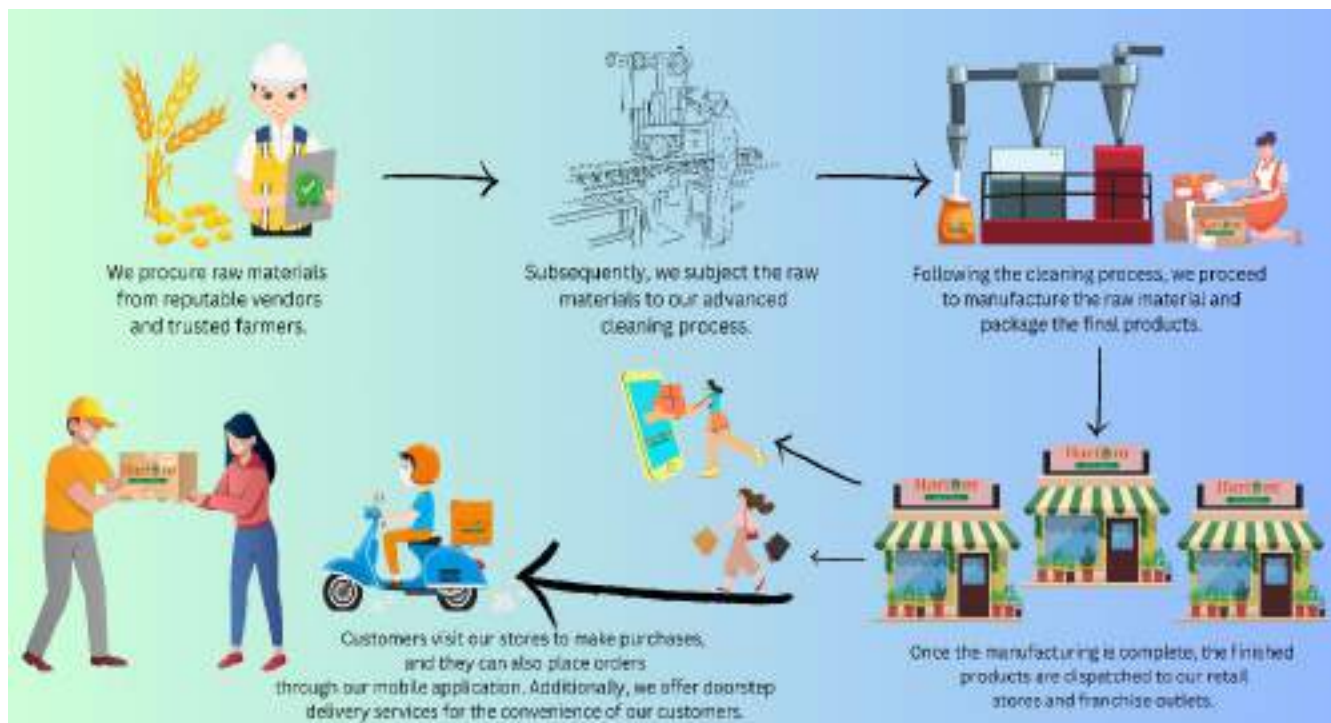 We procure raw materials
from reputable vendors
and trusted farmers.
Subsequently, we subject the raw
materials to our advanced
cleaning process.
Following the cleaning process, we proceed
to manufacture the raw material and
package the final products.
Once the manufacturing is complete, the finished
products are dispatched to our retail
stores and franchise outlets.
Customers visit our stores to make purchases,
and they can also place orders
through our mobile application. Additionally, we offer doorstep
delivery services for the convenience of our customers.